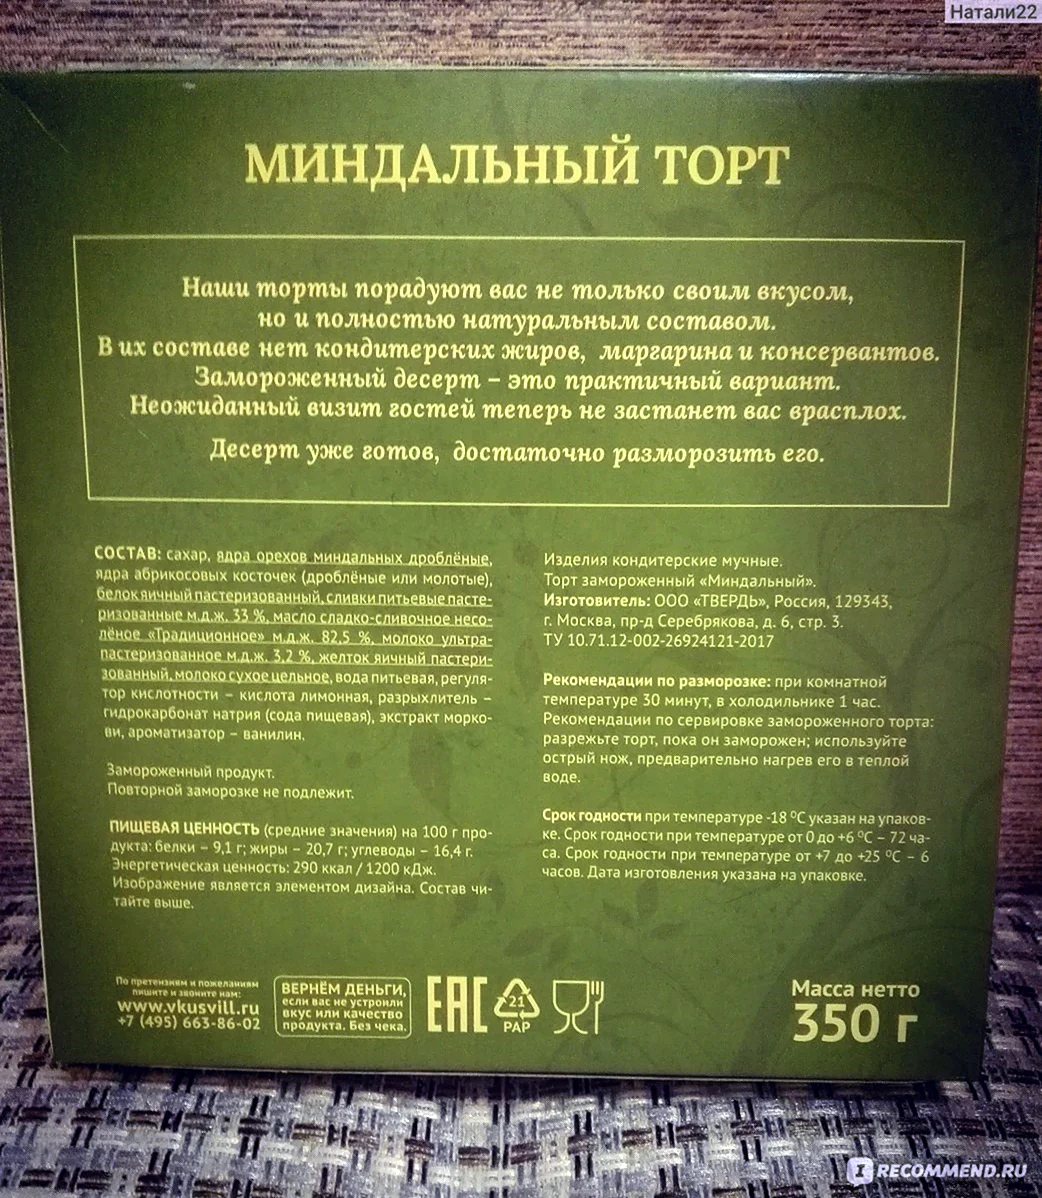 Натали22
МИНДАЛЬНЫЙ ТОРТ
Наши торты порадуют вас не только своим вкусом,
но и полностью натуральным составом.
В их составе нет кондитерских жиров, маргарина и консервантов.
Замороженный десерт – это практичный вариант.
Неожиданный визит гостей теперь не застанет вас врасплох.
Десерт уже готов, достаточно разморозить его.
СОСТАВ: сахар, ядра орехов миндальных дроблёные,
ядра абрикосовых косточек (дроблёные или молотые),
белок яичный пастеризованный, сливки питьевые пасте-
ризованные м.д.ж. 33 %, масло сладко-сливочное несо-
лёное «Традиционное» м.д.ж. 82,5 %, молоко ультра-
пастеризованное м.д.ж. 3,2 %, желток яичный пастери-
зованный, молоко сухое цельное, вода питьевая, регуля-
тор кислотности – кислота лимонная, разрыхлитель –
гидрокарбонат натрия (сода пищевая), экстракт морко-
ви, ароматизатор – ванилин.
Замороженный продукт.
Повторной заморозке не подлежит.
ПИЩЕВАЯ ЦЕННОСТЬ (средние значения) на 100 г про-
дукта: белки – 9,1 г; жиры – 20,7 г; углеводы – 16,4 г.
Энергетическая ценность: 290 ккал / 1200 кДж.
Изображение является элементом дизайна. Состав чи-
тайте выше.
Изделия кондитерские мучные.
Торт замороженный «Миндальный».
Изготовитель: ООО «ТВЕРДЬ», Россия, 129343,
г. Москва, пр-д Серебрякова, д. 6, стр. 3.
ТУ 10.71.12-002-26924121-2017
Рекомендации по разморозке: при комнатной
температуре 30 минут, в холодильнике 1 час.
Рекомендации по сервировке замороженного торта:
разрежьте торт, пока он заморожен; используйте
острый нож, предварительно нагрев его в теплой
воде.
Срок годности при температуре -18 ⁰С указан на упаков-
ке. Срок годности при температуре от 0 до +6 ⁰С – 72 ча-
са. Срок годности при температуре от +7 до +25 ⁰С – 6
часов. Дата изготовления указана на упаковке.
По претензиям и пожеланиям
пишите и звоните нам:
www.vkusvill.ru
+7 (495) 663-86-02
ВЕРНЁМ ДЕНЬГИ,
если вас не устроили
вкус или качество
продукта. Без чека.
ЕАС
21
PAP
Масса нетто
350 г
I RECOMMEND.RU